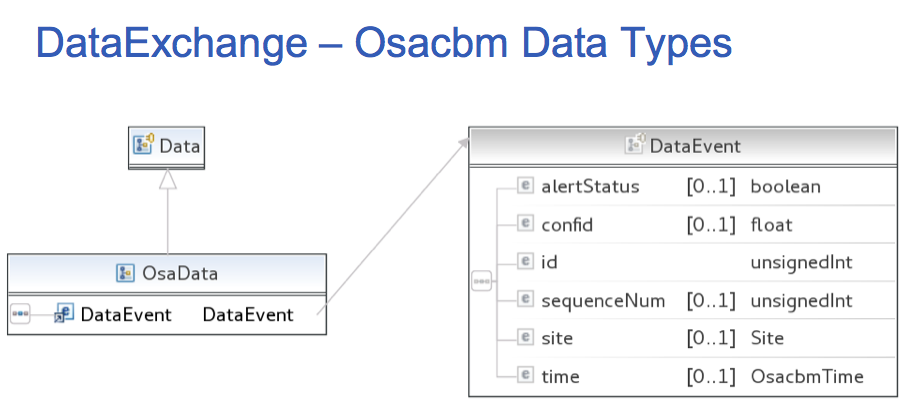 DataExchange – Osacbm Data Types
Data
OsaData
DataEvent DataEvent
DataEvent
e alertStatus [0..1] boolean
e confid [0..1] float
e id unsignedInt
e sequenceNum [0..1] unsignedInt
e site [0..1] Site
e time [0..1] OsacbmTime